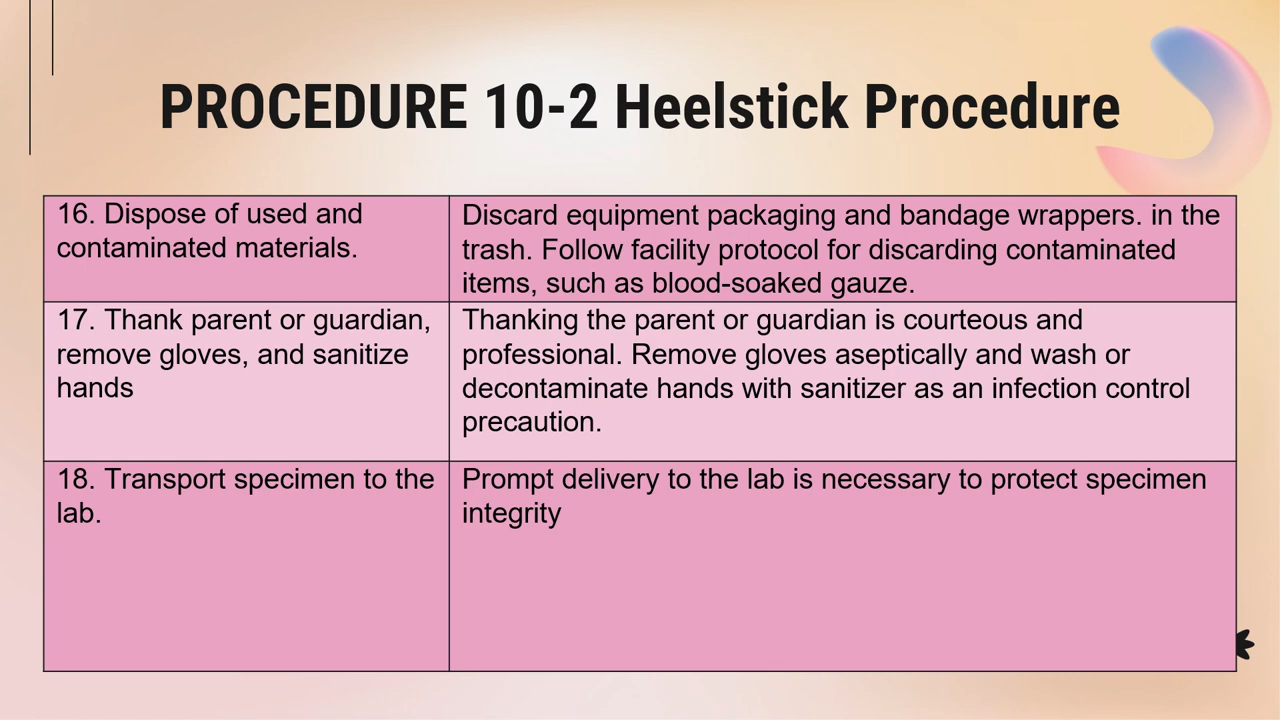 PROCEDURE 10-2 Heelstick Procedure
16. Dispose of used and
contaminated materials.
Discard equipment packaging and bandage wrappers. in the
trash. Follow facility protocol for discarding contaminated
items, such as blood-soaked gauze.
17. Thank parent or guardian,
remove gloves, and sanitize
hands
Thanking the parent or guardian is courteous and
professional. Remove gloves aseptically and wash or
decontaminate hands with sanitizer as an infection control
precaution.
18. Transport specimen to the
lab.
Prompt delivery to the lab is necessary to protect specimen
integrity